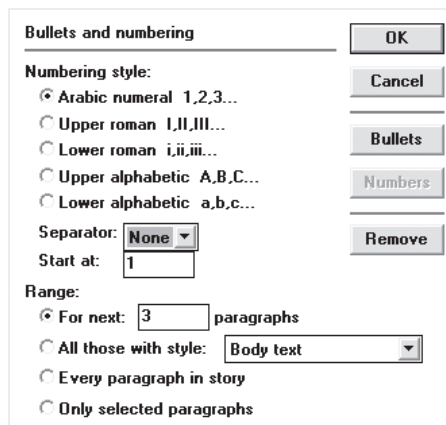 Bullets and numbering
OK
Numbering style:
Cancel
Arabic numeral 1,2,3...
Upper roman I,II,III...
Lower roman i,ii,iii...
Bullets
Upper alphabetic A,B,C...
Numbers
Lower alphabetic a,b,c...
Separator: None
Remove
Start at: 1
Range:
For next: 3 paragraphs
All those with style: Body text
Every paragraph in story
Only selected paragraphs